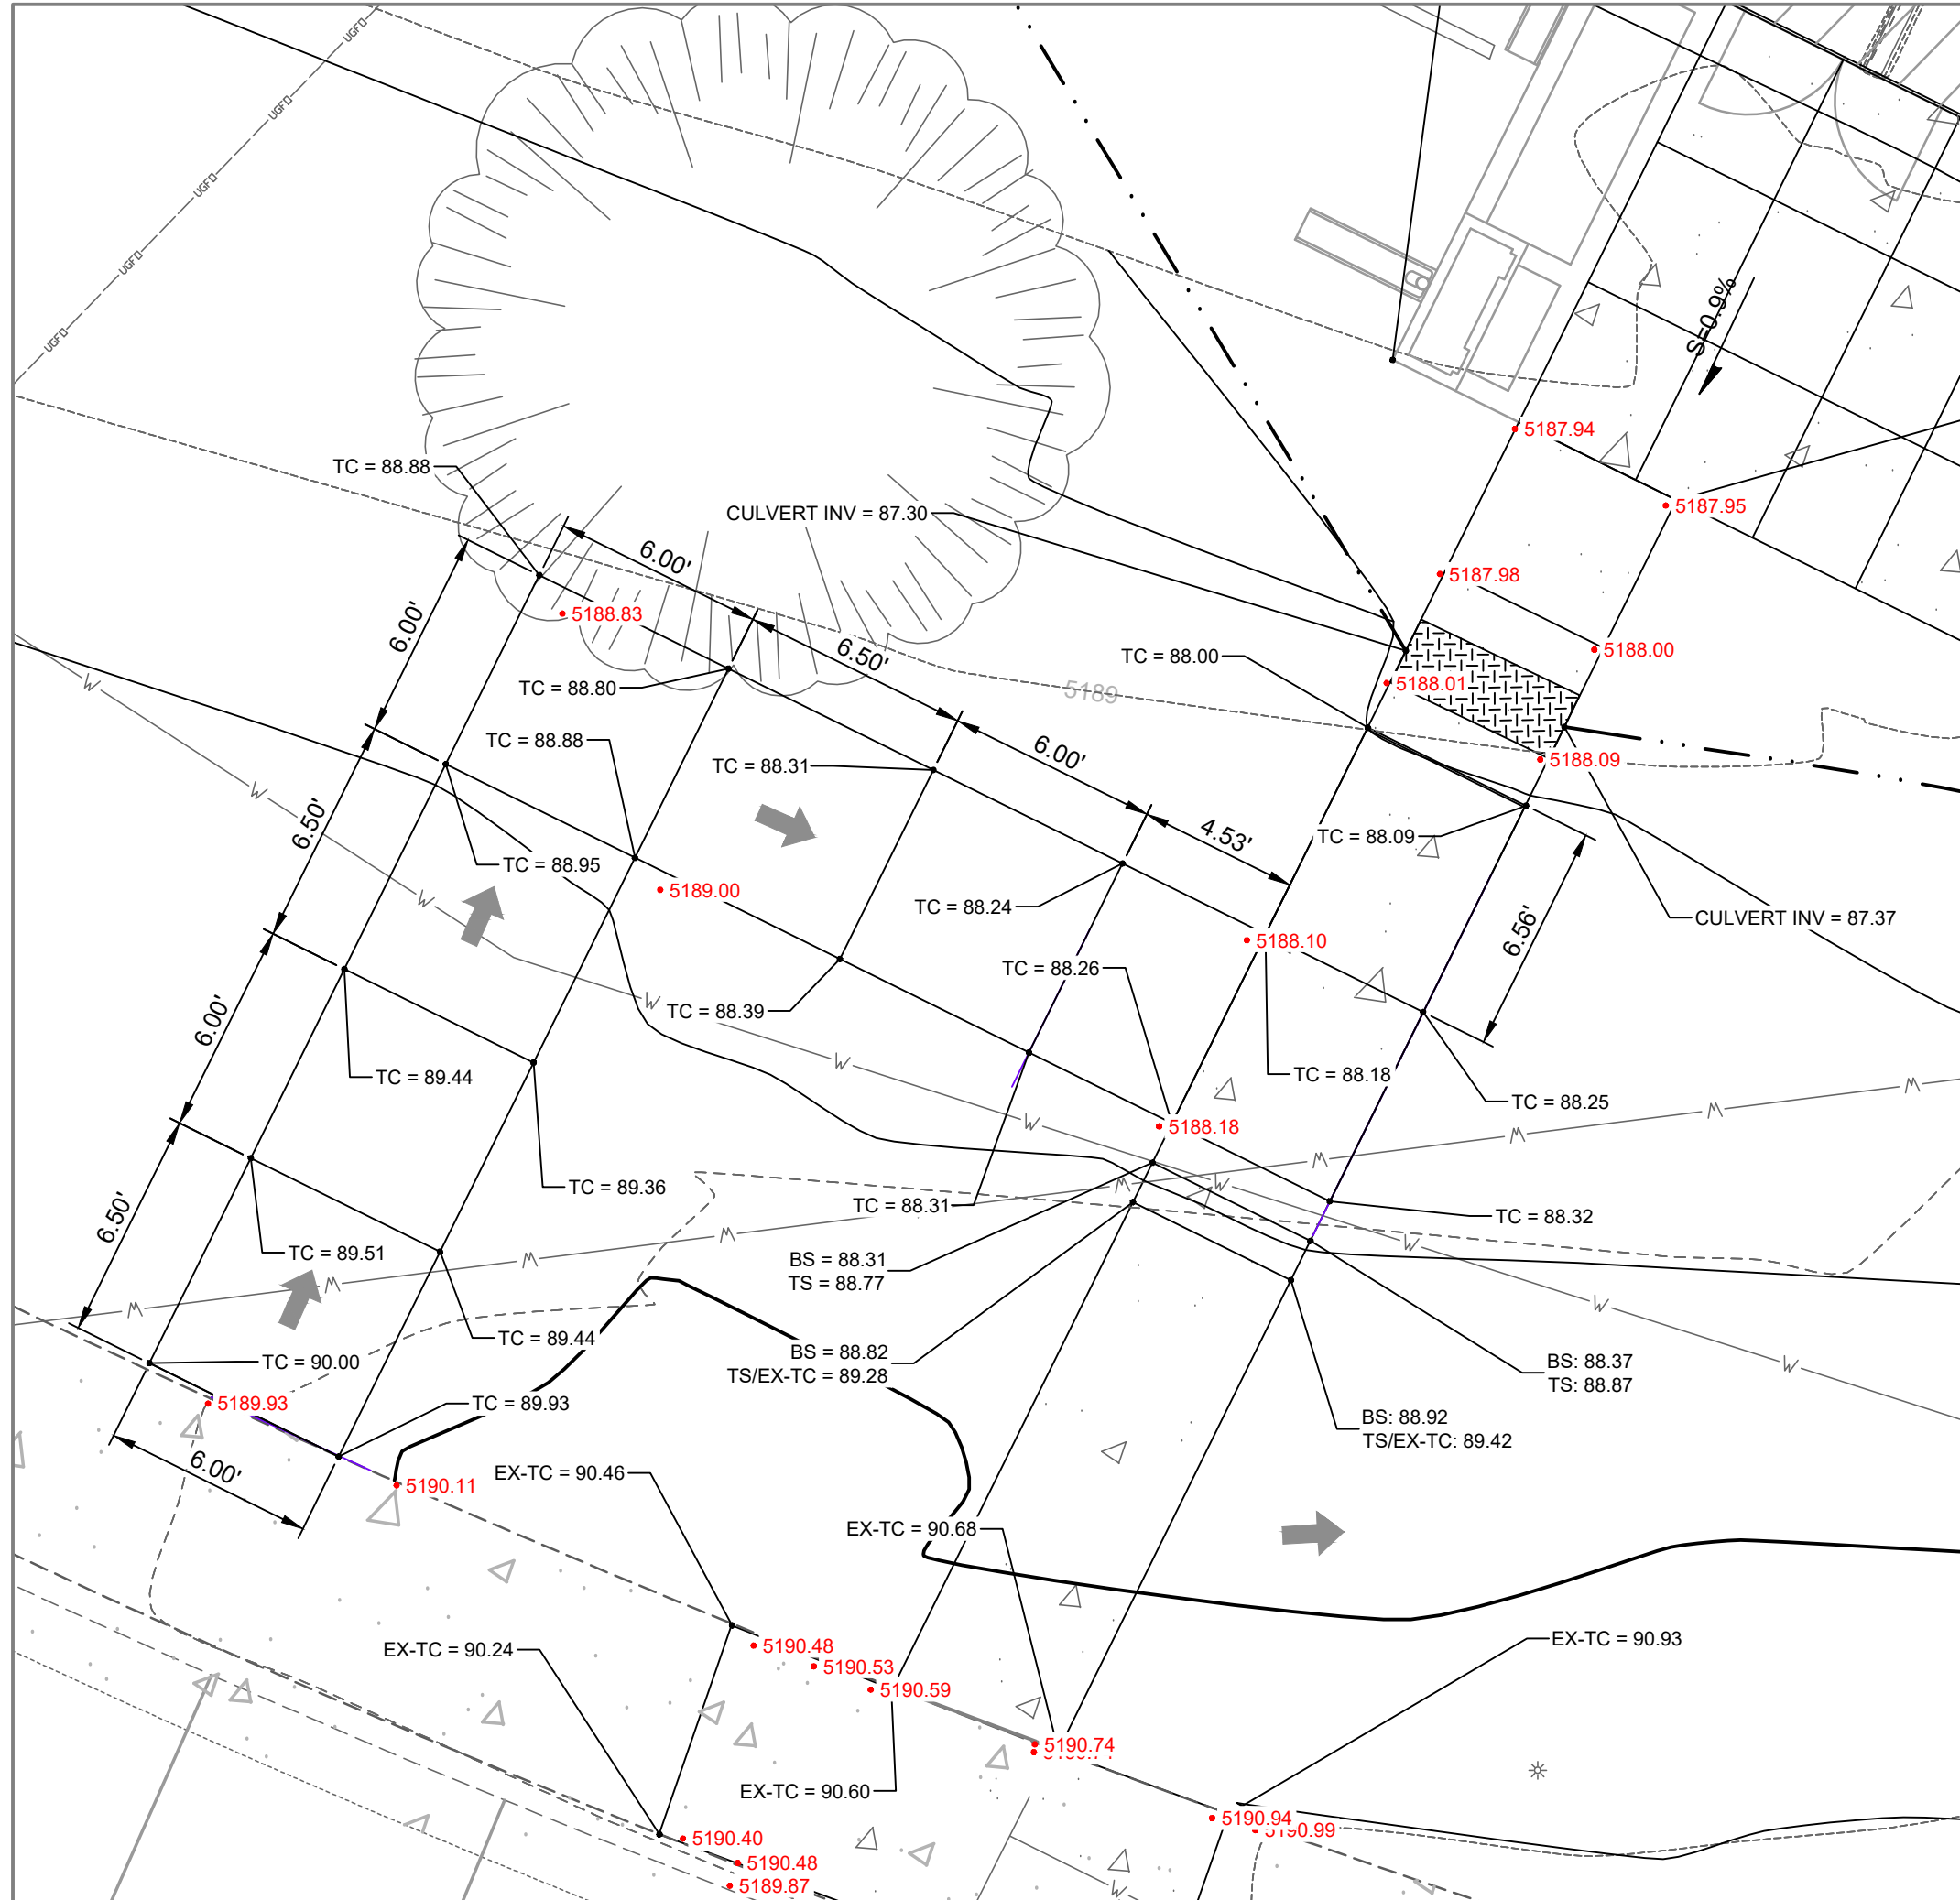 UGFO
UGFO
UGFO
UGFO
UGFO
S=0.9%
5187.94
TC = 88.88
5187.95
CULVERT INV = 87.30
6.00'
5187.98
6.00'
5188.83
6.50'
5188.00
TC = 88.00
5188.01
TC = 88.80
5189
W
TC = 88.88
6.00'
TC = 88.31
5188.09
W
6.50'
4.53'
TC = 88.09
TC = 88.95
5189.00
W
TC = 88.24
CULVERT INV = 87.37
6.56'
5188.10
TC = 88.26
W
6.00'
TC = 88.39
W
TC = 89.44
TC = 88.18
W
TC = 88.25
W
W
5188.18
W
W
TC = 89.36
W
W
TC = 88.31
6.50'
TC = 88.32
W
TC = 89.51
W
W
BS = 88.31
TS = 88.77
W
W
W
TC = 89.44
BS = 88.82
TS/EX-TC = 89.28
TC = 90.00
BS: 88.37
TS: 88.87
W
5189.93
TC = 89.93
BS: 88.92
TS/EX-TC: 89.42
6.00'
EX-TC = 90.46
5190.11
EX-TC = 90.68
EX-TC = 90.24
5190.48
EX-TC = 90.93
5190.53
5190.59
5190.74
EX-TC = 90.60
5190.94
5190.99
5190.40
5190.48
5189.87
W